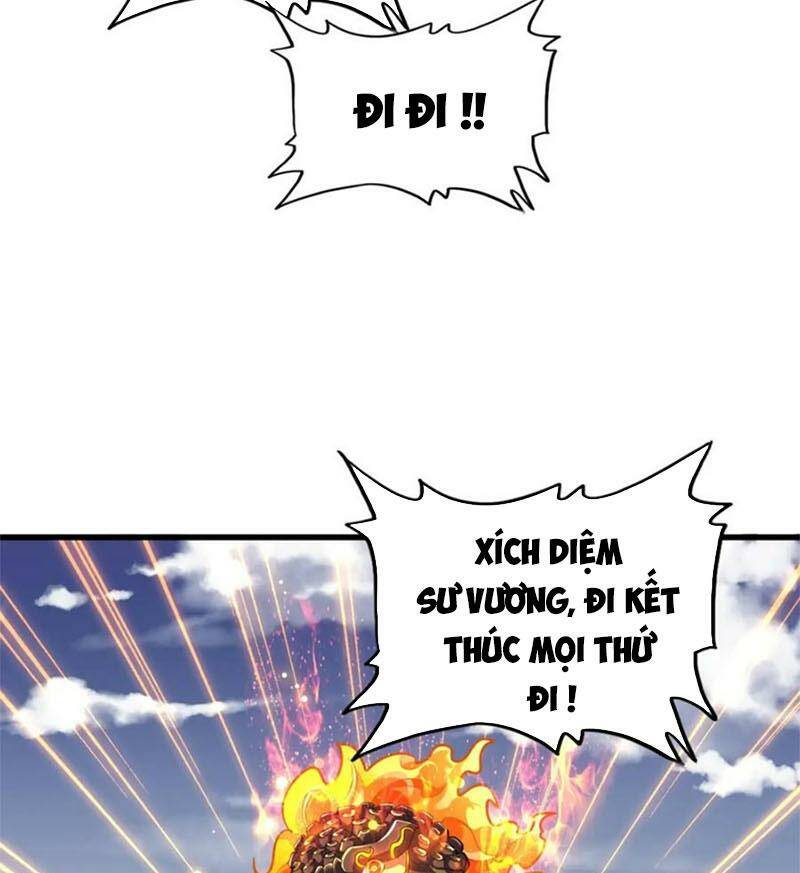 ĐI ĐI !!
XÍCH DIỆM
SƯ VƯƠNG, ĐI KẾT
THÚC MỌI THỨ
ĐI !